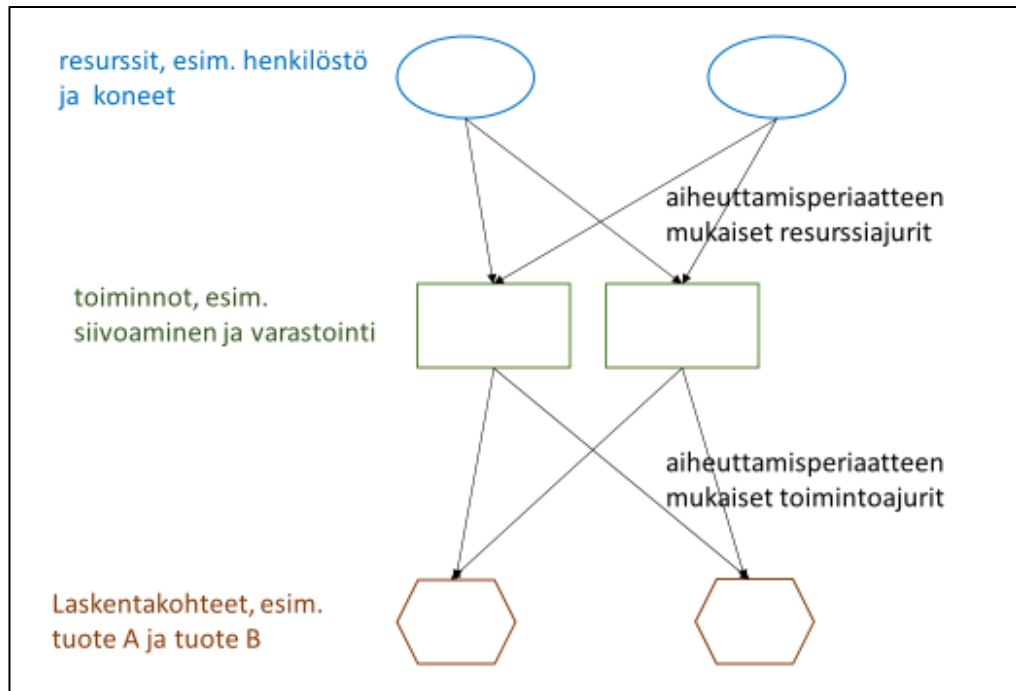 resurssit, esim. henkilöstö
ja koneet
aiheuttamisperiaatteen
mukaiset resurssiajurit
toiminnot, esim.
siivoaminen ja varastointi
aiheuttamisperiaatteen
mukaiset toimintoajurit
Laskentakohteet, esim.
tuote A ja tuote B